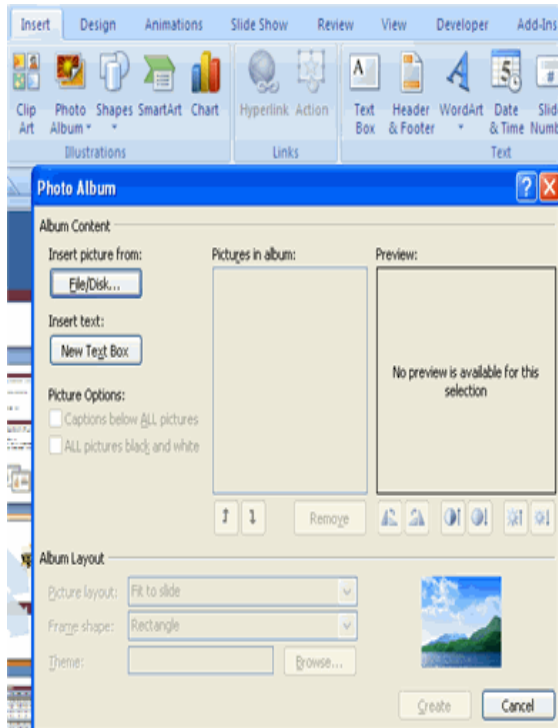 Insert Design Animations Slide Show Review View Developer Add-Ins
Clip Art Photo Album Shapes SmartArt Chart Hyperlink Action Text Box Header & Footer WordArt Date & Time Slid Numb
Illustrations Links Text
Photo Album
Album Content
Insert picture from: Pictures in album: Preview:
File/Disk...
Insert text:
New Text Box
No preview is available for this
selection
Picture Options:
Captions below ALL pictures
ALL pictures black and white
Remove
Album Layout
Picture layout: Fit to slide
Frame shape: Rectangle
Theme: Browse...
Create Cancel